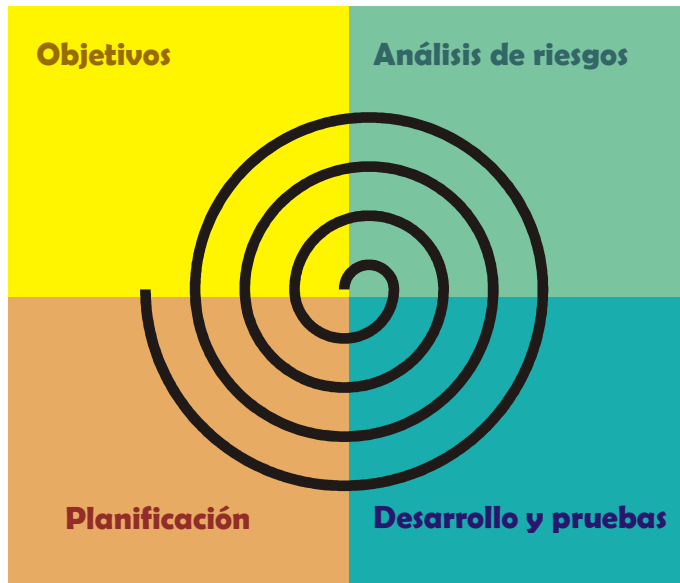 Objetivos
Análisis de riesgos
Planificación
Desarrollo y pruebas